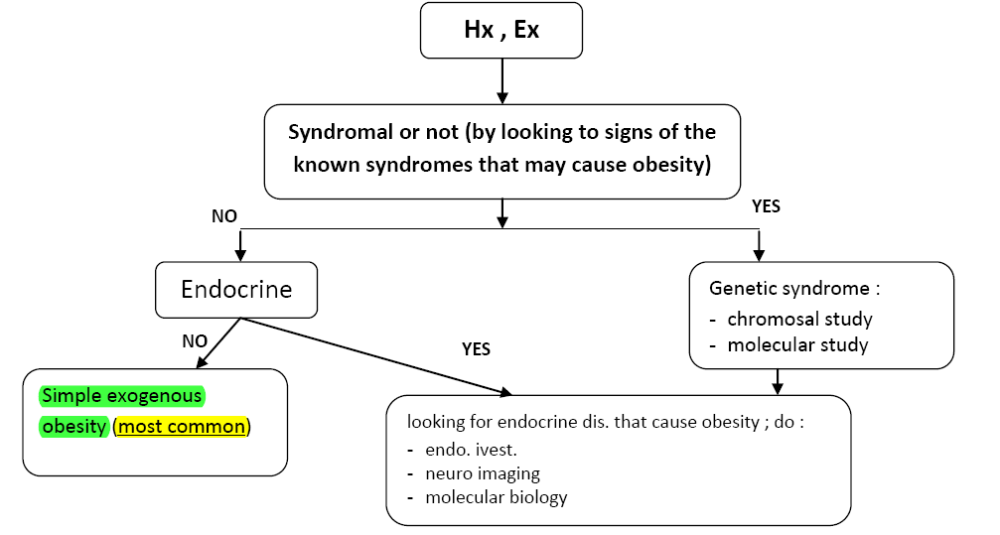 Hx , Ex
Syndromal or not (by looking to signs of the
known syndromes that may cause obesity)
NO
YES
Endocrine
Genetic syndrome :
- chromosal study
- molecular study
NO
YES
Simple exogenous
obesity (most common)
looking for endocrine dis. that cause obesity ; do :
- endo. ivest.
- neuro imaging
- molecular biology